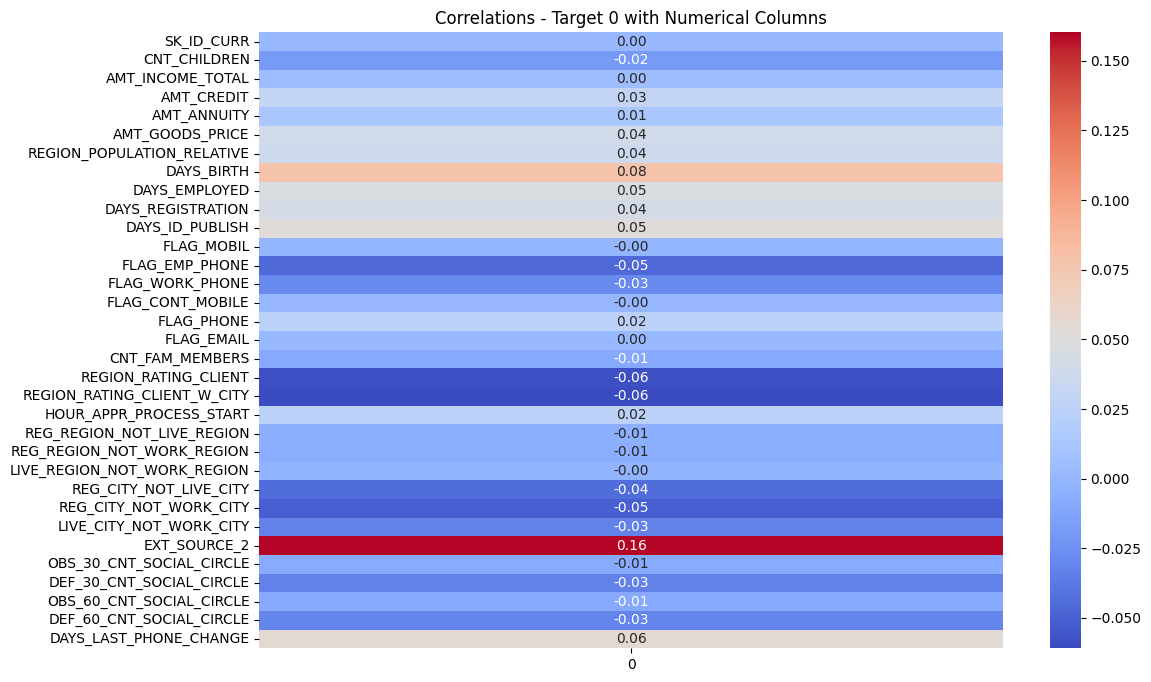 Correlations - Target 0 with Numerical Columns
SK_ID_CURR 0.00
CNT_CHILDREN -0.02
AMT_INCOME_TOTAL 0.00
AMT_CREDIT 0.03
AMT_ANNUITY 0.01
AMT_GOODS_PRICE 0.04
REGION_POPULATION_RELATIVE 0.04
DAYS_BIRTH 0.08
DAYS_EMPLOYED 0.05
DAYS_REGISTRATION 0.04
DAYS_ID_PUBLISH 0.05
FLAG_MOBIL -0.00
FLAG_EMP_PHONE -0.05
FLAG_WORK_PHONE -0.03
FLAG_CONT_MOBILE -0.00
FLAG_PHONE 0.02
FLAG_EMAIL 0.00
CNT_FAM_MEMBERS -0.01
REGION_RATING_CLIENT -0.06
REGION_RATING_CLIENT_W_CITY -0.06
HOUR_APPR_PROCESS_START 0.02
REG_REGION_NOT_LIVE_REGION -0.01
REG_REGION_NOT_WORK_REGION -0.01
LIVE_REGION_NOT_WORK_REGION -0.00
REG_CITY_NOT_LIVE_CITY -0.04
REG_CITY_NOT_WORK_CITY -0.05
LIVE_CITY_NOT_WORK_CITY -0.03
EXT_SOURCE_2 0.16
OBS_30_CNT_SOCIAL_CIRCLE -0.01
DEF_30_CNT_SOCIAL_CIRCLE -0.03
OBS_60_CNT_SOCIAL_CIRCLE -0.01
DEF_60_CNT_SOCIAL_CIRCLE -0.03
DAYS_LAST_PHONE_CHANGE 0.06
0
0.150
0.125
0.100
0.075
0.050
0.025
0.000
−0.025
−0.050